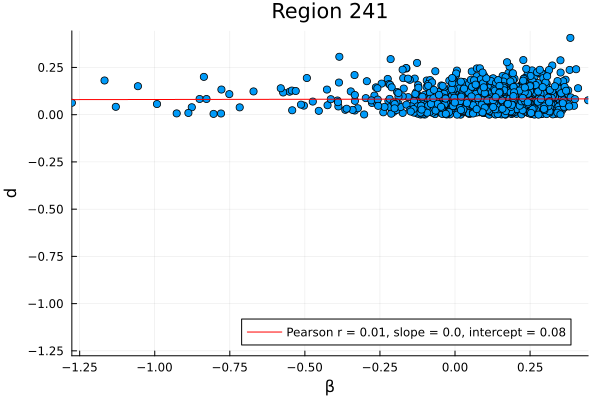 Region 241
d
0.25
0.00
−0.25
−0.50
−0.75
−1.00
−1.25
Pearson r = 0.01, slope = 0.0, intercept = 0.08
−1.25 −1.00 −0.75 −0.50 −0.25 0.00 0.25
β